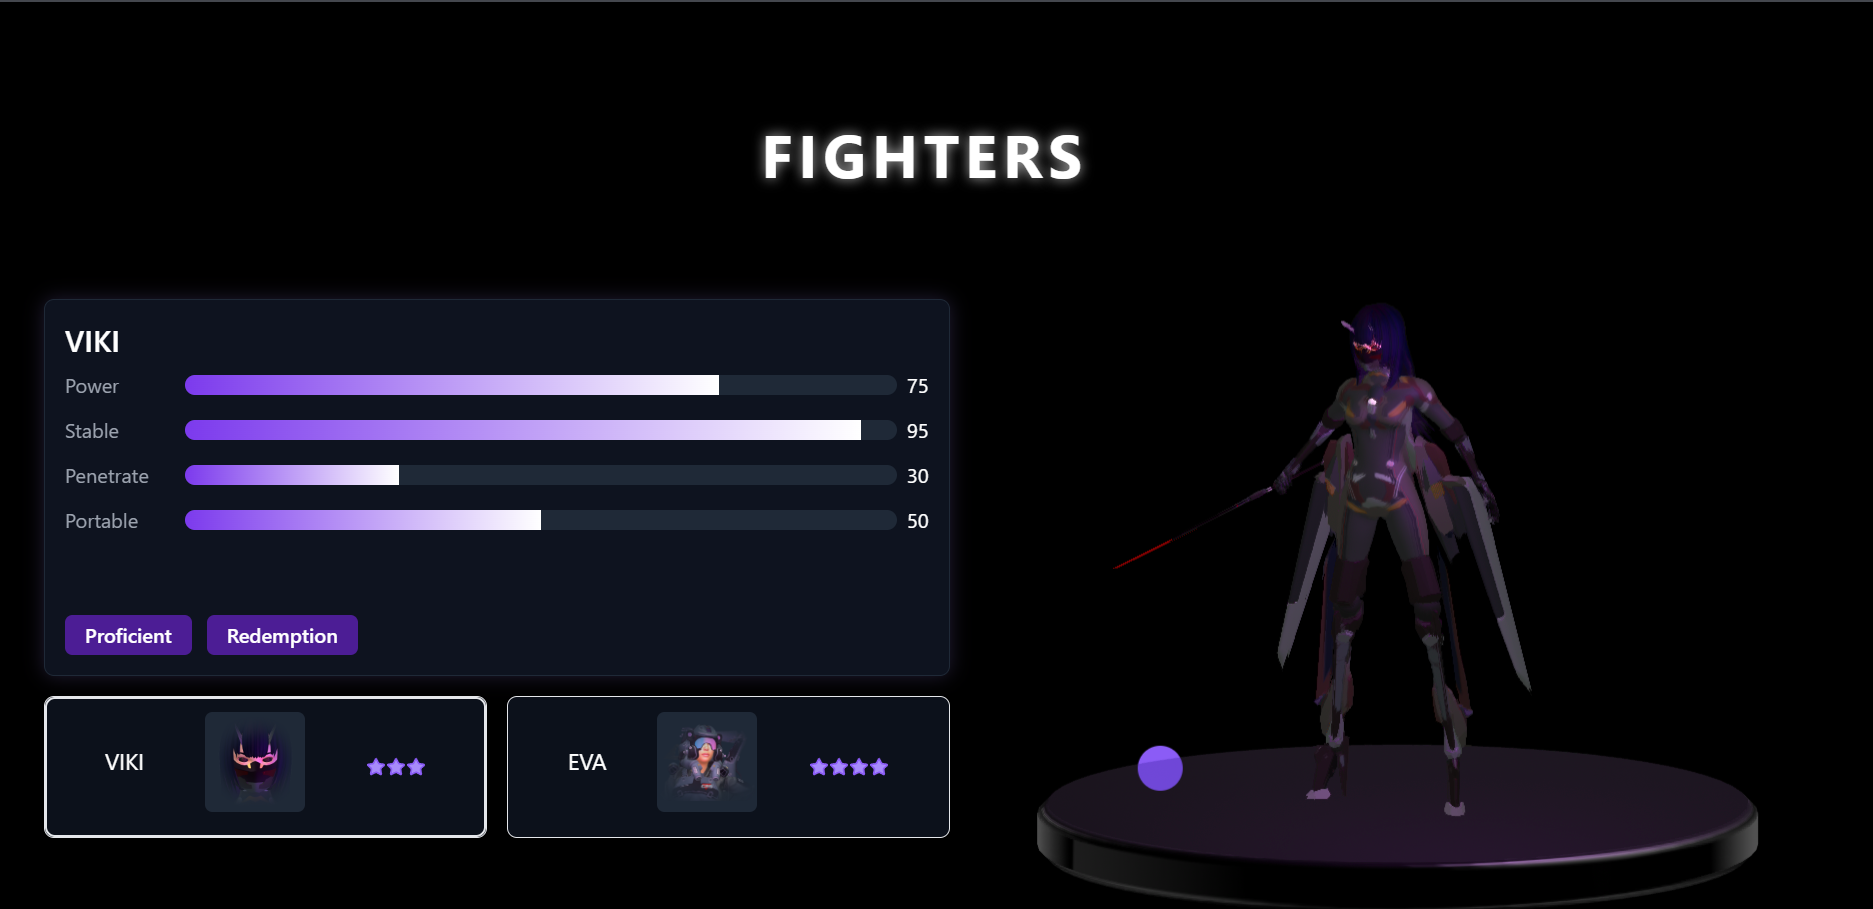 FIGHTERS
VIKI
Power 75
Stable 95
Penetrate 30
Portable 50
Proficient Redemption
VIKI EVA